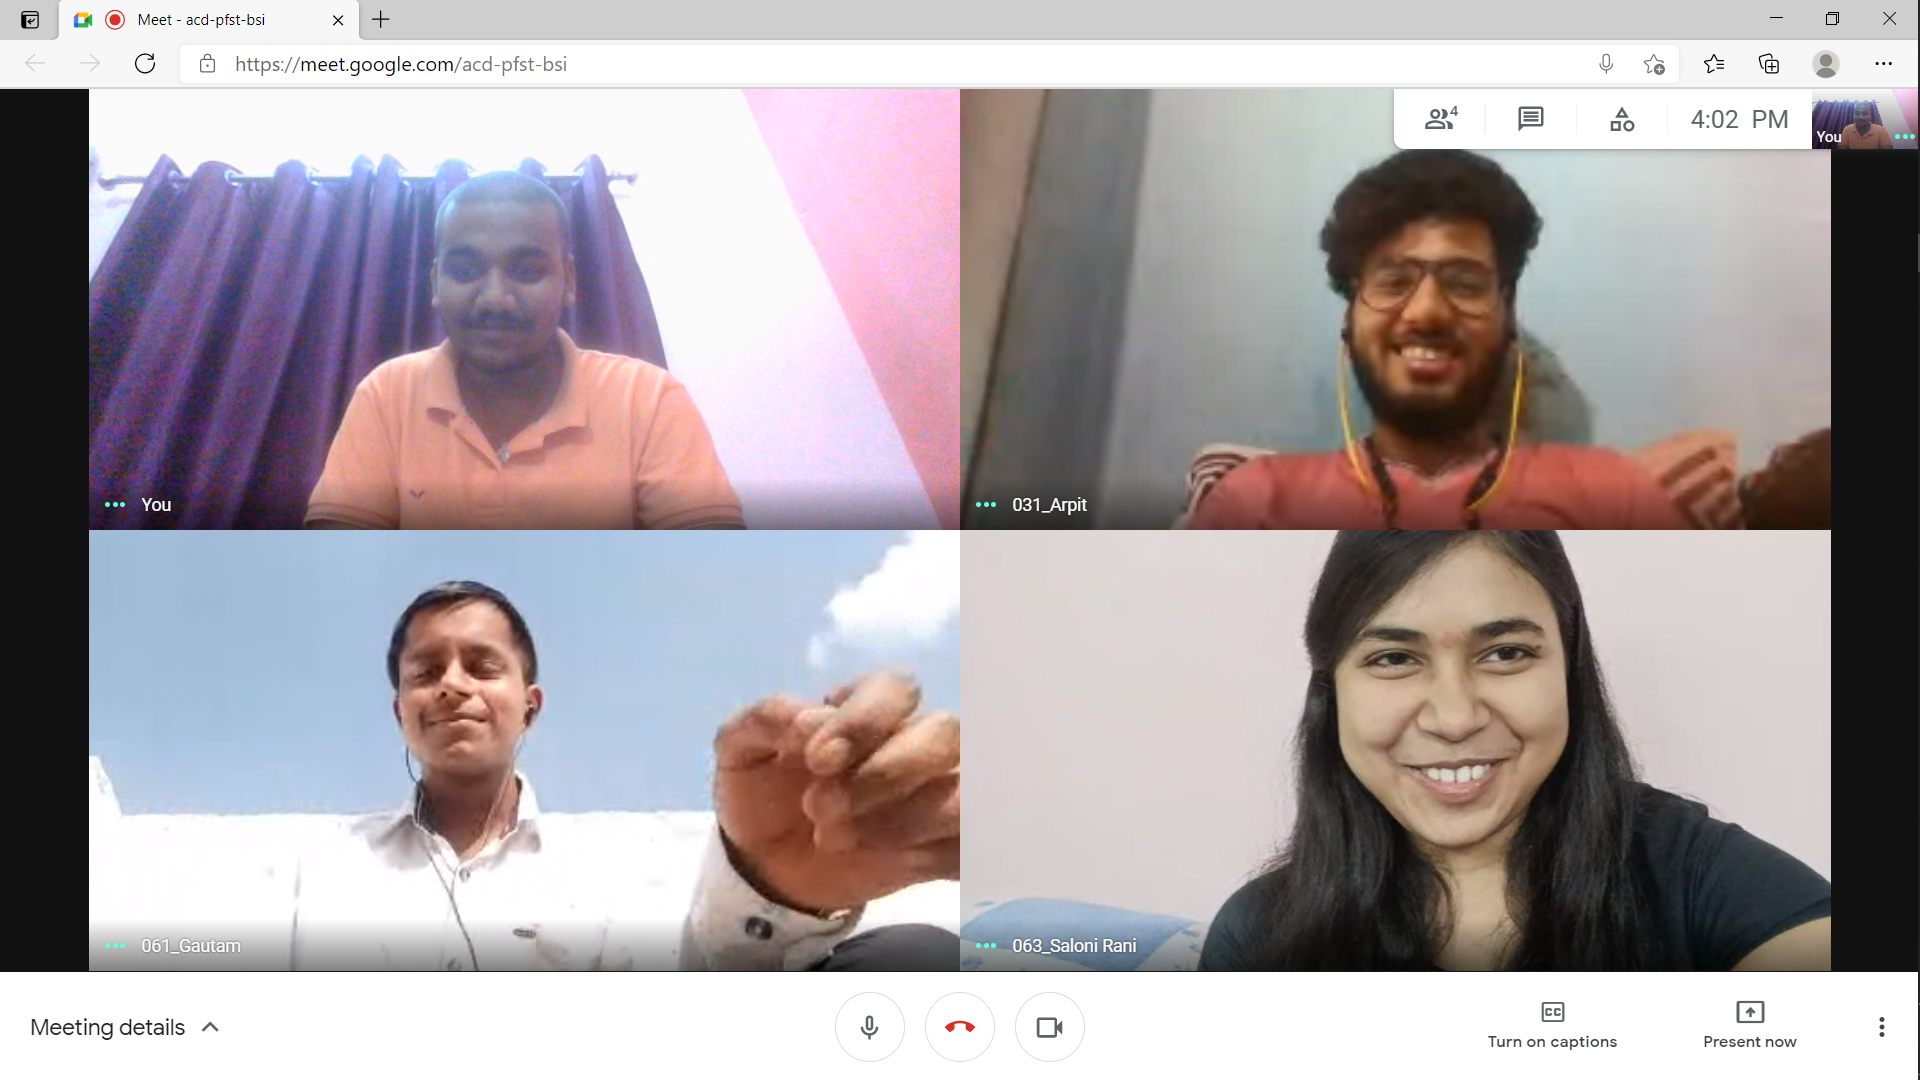 Meet - acd-pfst-bsi
https://meet.google.com/acd-pfst-bsi
4
4:02 PM
You
You
031_Arpit
061_Gautam
063_Saloni Rani
Meeting details
CC
Turn on captions
Present now